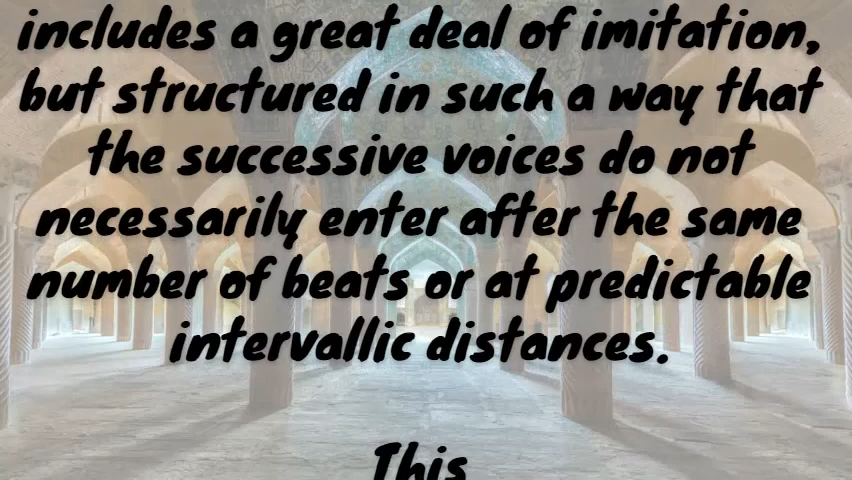 includes a great deal of imitation,
but structured in such a way that
the successive voices do not
necessarily enter after the same
number of beats or at predictable
intervallic distances.
This